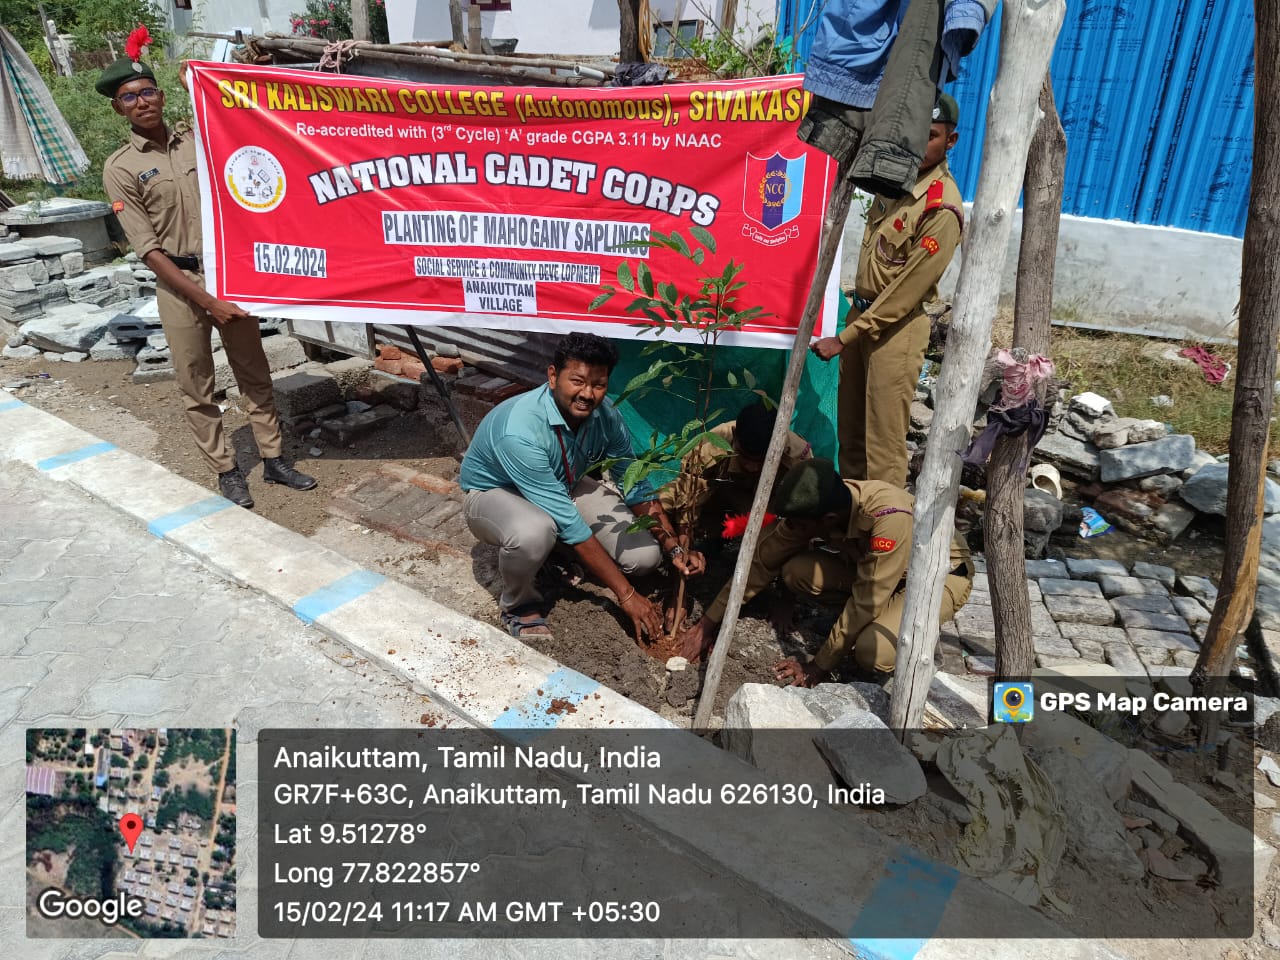 SRI KALISWARI COLLEGE (Autonomous), SIVAKASI
Re-accredited with (3rd Cycle) 'A' grade CGPA 3.11 by NAAC
NATIONAL CADET CORPS
NCC
PLANTING OF MAHOGANY SAPLINGS
15.02.2024
SOCIAL SERVICE & COMMUNITY DEVELOPMENT
ANAIKUTTAM
VILLAGE
NCC
NCC
GPS Map Camera
Google
Anaikuttam, Tamil Nadu, India
GR7F+63C, Anaikuttam, Tamil Nadu 626130, India
Lat 9.51278°
Long 77.822857°
15/02/24 11:17 AM GMT +05:30